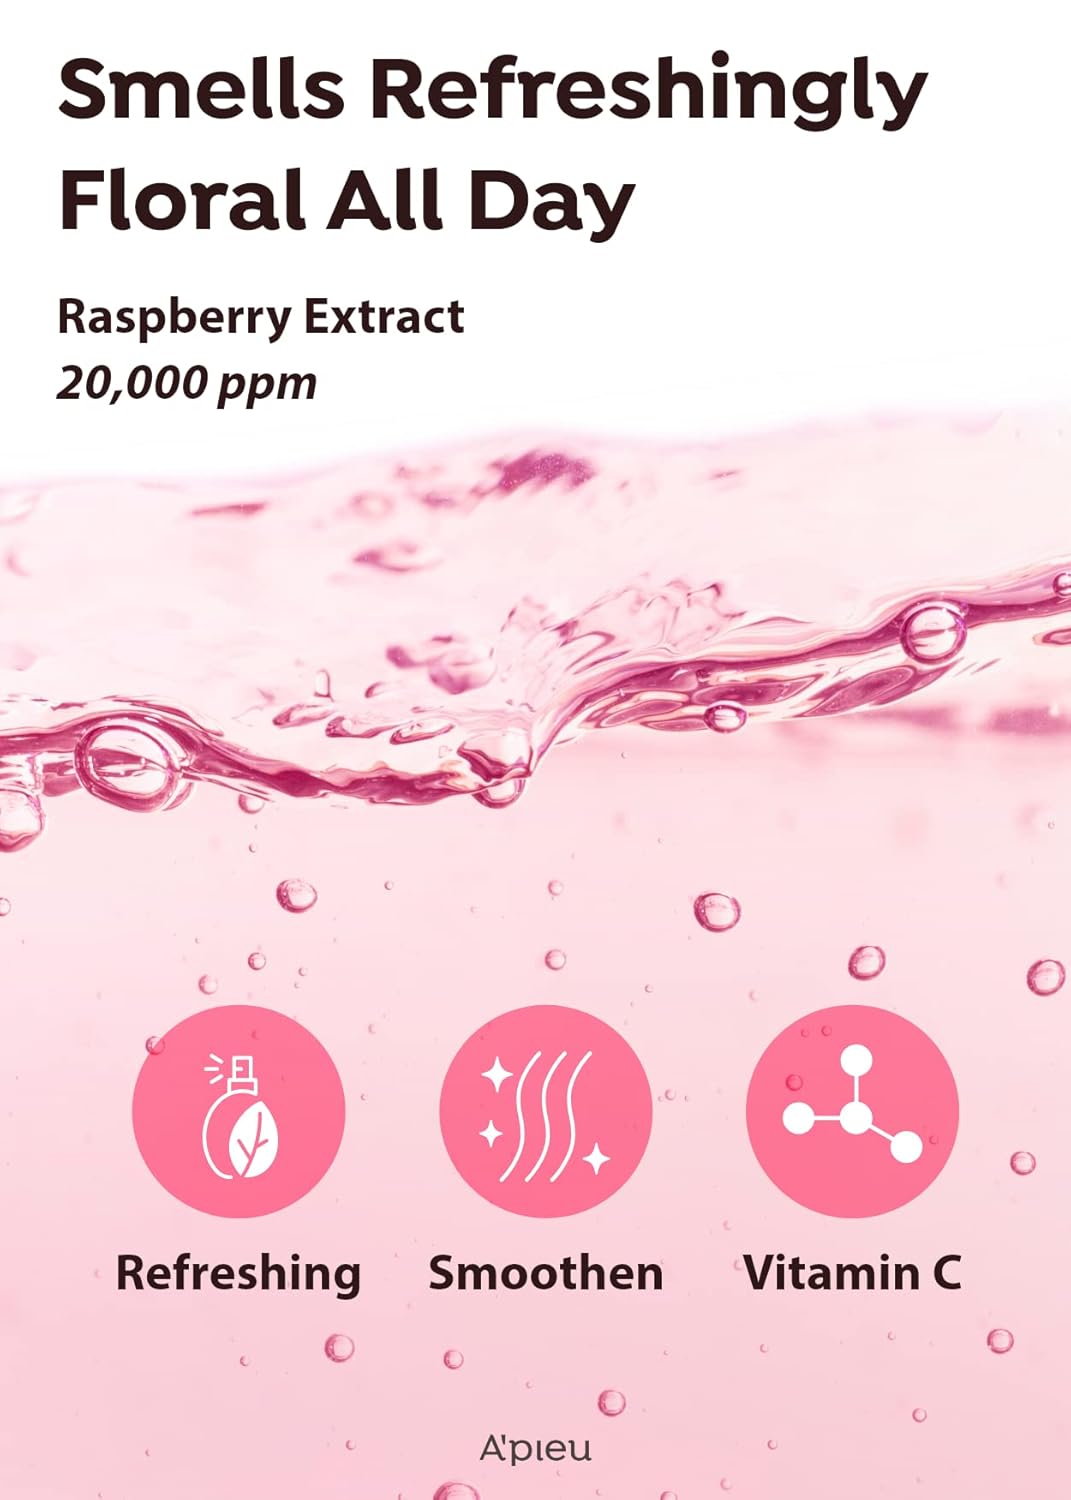 Smells Refreshingly
Floral All Day
Raspberry Extract
20,000 ppm
Refreshing
Smoothen
Vitamin C
A'pieu